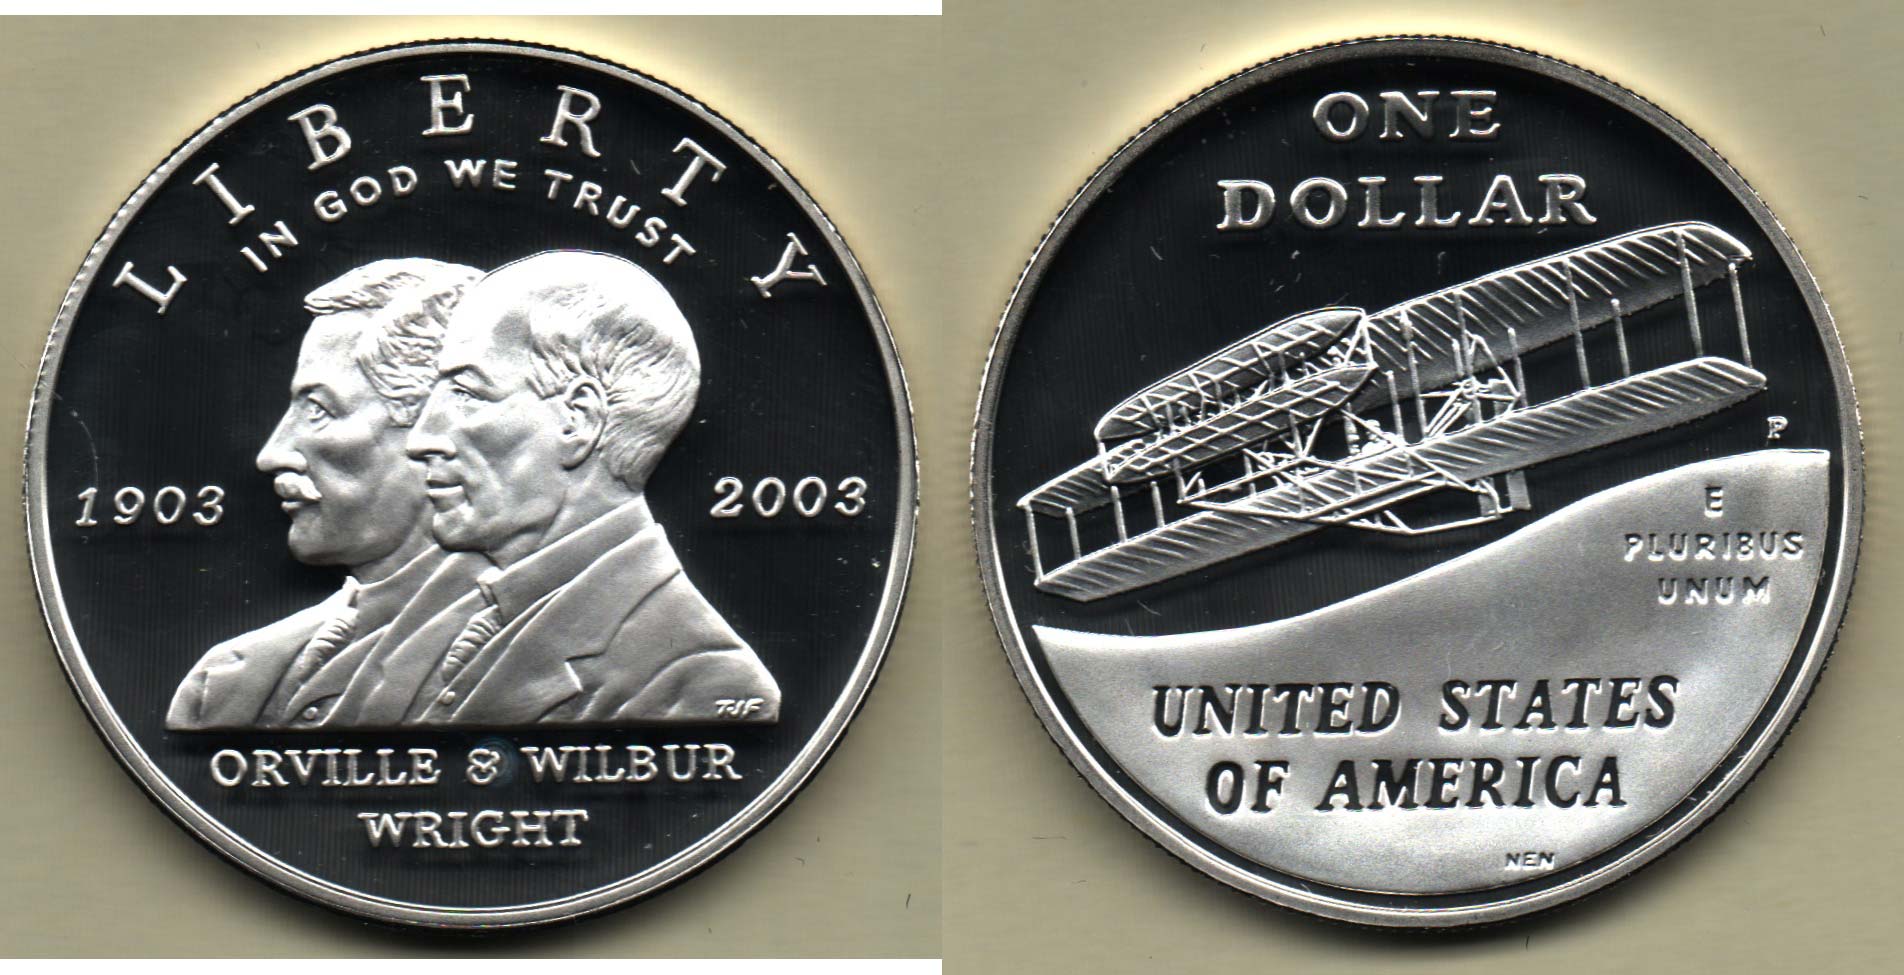 LIBERTY
IN GOD WE TRUST
1903
2003
TJF
ORVILLE & WILBUR
WRIGHT
ONE
DOLLAR
P
E
PLURIBUS
UNUM
UNITED STATES
OF AMERICA
NEN